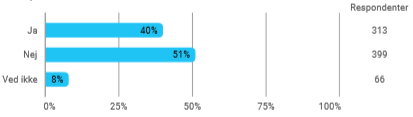 Respondenter
Ja 40% 313
Nej 51% 399
Ved ikke 8% 66
0% 25% 50% 75% 100%